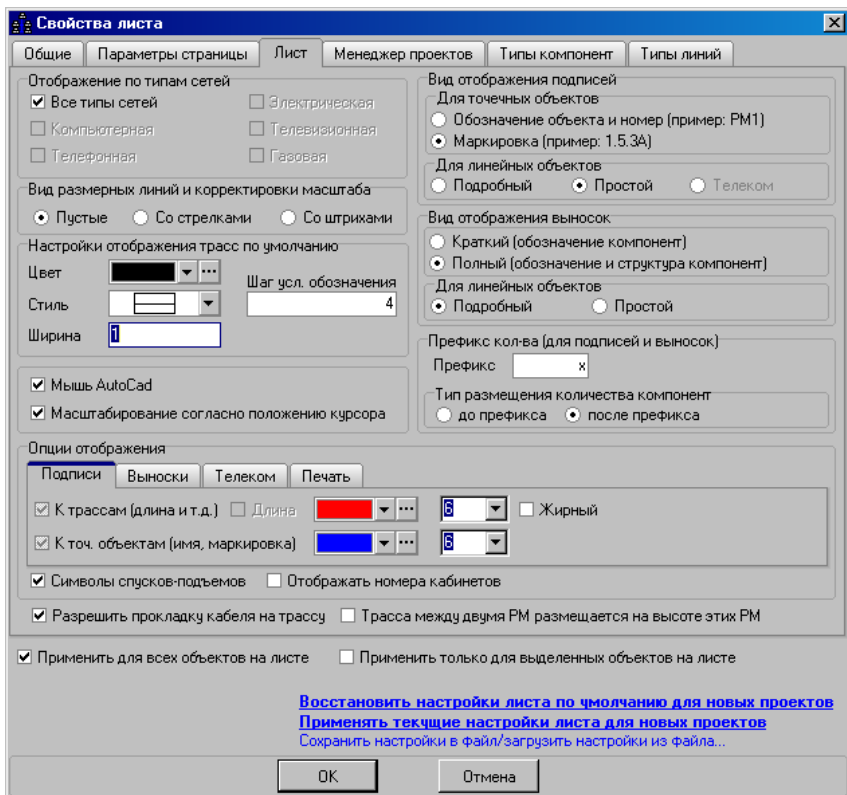 Свойства листа
Общие Параметры страницы Лист Менеджер проектов Типы компонент Типы линий
Отображение по типам сетей
Все типы сетей Электрическая
Компьютерная Телевизионная
Телефонная Газовая
Вид размерных линий и корректировки масштаба
Пустые Со стрелками Со штрихами
Настройки отображения трасс по умолчанию
Цвет
Шаг усл. обозначения
Стиль 4
Ширина 1
Мышь AutoCad
Масштабирование согласно положению курсора
Вид отображения подписей
Для точечных объектов
Обозначение объекта и номер (пример: РМ1)
Маркировка (пример: 1.5.3А)
Для линейных объектов
Подробный Простой Телеком
Вид отображения выносок
Краткий (обозначение компонент)
Полный (обозначение и структура компонент)
Для линейных объектов
Подробный Простой
Префикс кол-ва (для подписей и выносок)
Префикс x
Тип размещения количества компонент
до префикса после префикса
Опции отображения
Подписи Выноски Телеком Печать
К трассам (длина и т.д.) Длина 6 Жирный
К точ. объектам (имя, маркировка) 6
Символы спусков-подъемов Отображать номера кабинетов
Разрешить прокладку кабеля на трассу Трасса между двумя РМ размещается на высоте этих РМ
Применить для всех объектов на листе Применить только для выделенных объектов на листе
Восстановить настройки листа по умолчанию для новых проектов
Применять текущие настройки листа для новых проектов
Сохранить настройки в файл/загрузить настройки из файла...
OK Отмена